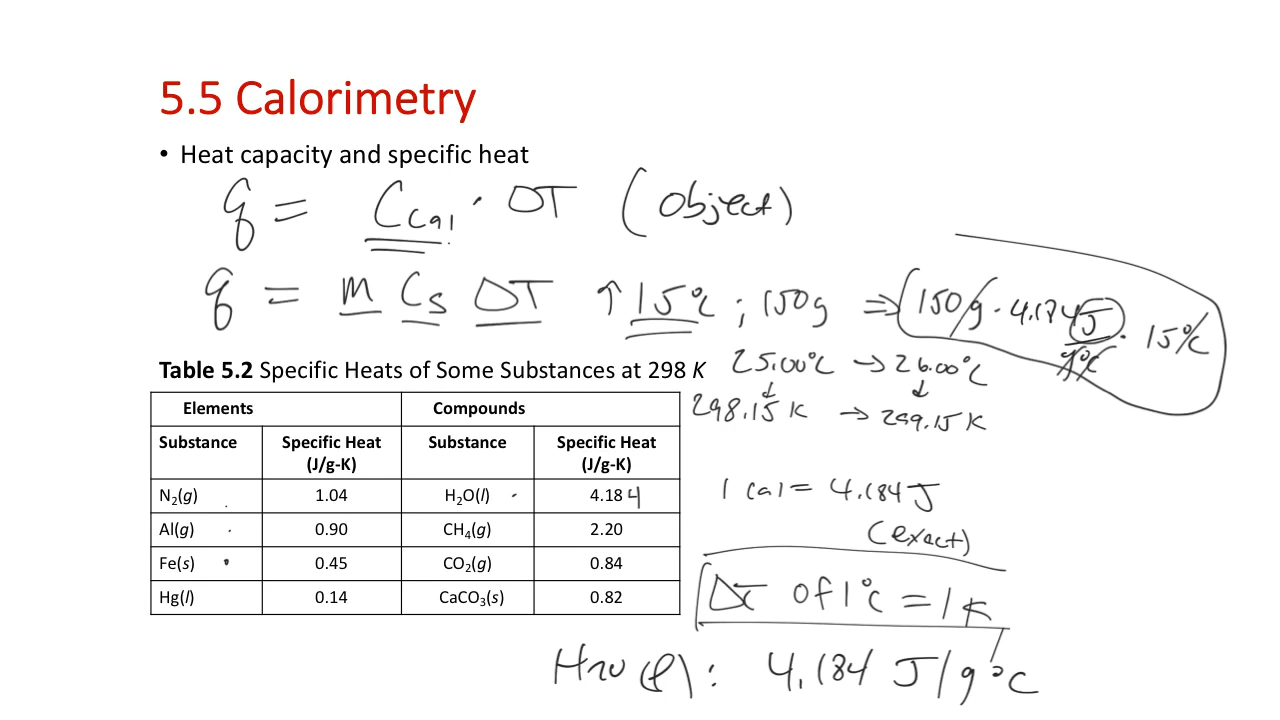 5.5 Calorimetry
• Heat capacity and specific heat
q = Ccal · ΔT (object)
q = m Cs ΔT ↑ 15°C ; 150g ⇒ (150g · 4.184 J / g°C · 15°C
25.00°C → 26.00°C
298.15 K → 299.15 K
Table 5.2 Specific Heats of Some Substances at 298 K
Elements Compounds
Substance Specific Heat (J/g-K) Substance Specific Heat (J/g-K)
N2(g) 1.04 H2O(l) 4.184
Al(g) 0.90 CH4(g) 2.20
Fe(s) 0.45 CO2(g) 0.84
Hg(l) 0.14 CaCO3(s) 0.82
1 cal = 4.184 J
(exact)
ΔT of 1°C = 1 K
H2O (l): 4.184 J/g°C